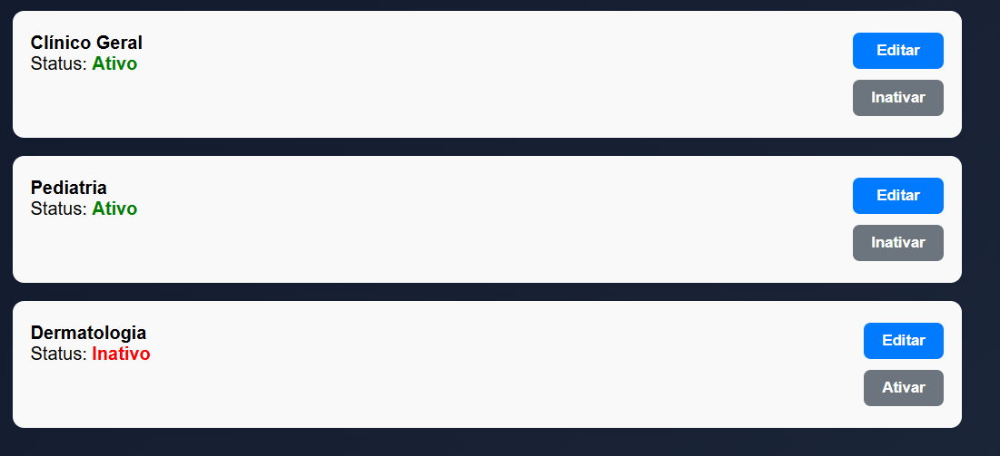 Clínico Geral
Status: Ativo
Editar
Inativar
Pediatria
Status: Ativo
Editar
Inativar
Dermatologia
Status: Inativo
Editar
Ativar